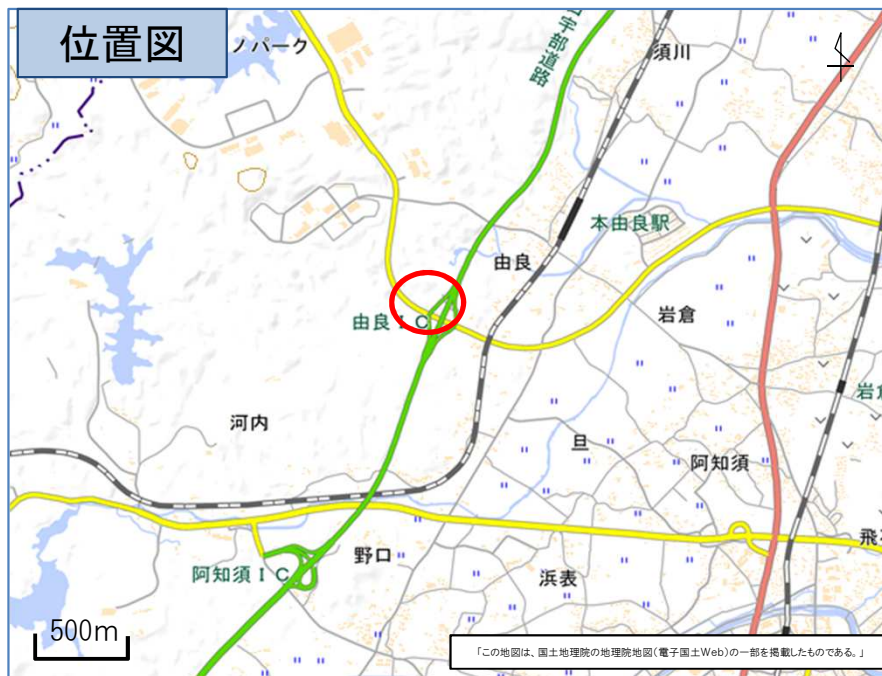 位置図
ノパーク
宇部道路
須川
本由良駅
由良
由良IC
岩倉
河内
旦
阿知須
岩倉
野口
阿知須IC
浜表
500m
「この地図は、国土地理院の地理院地図(電子国土Web)の一部を掲載したものである。」